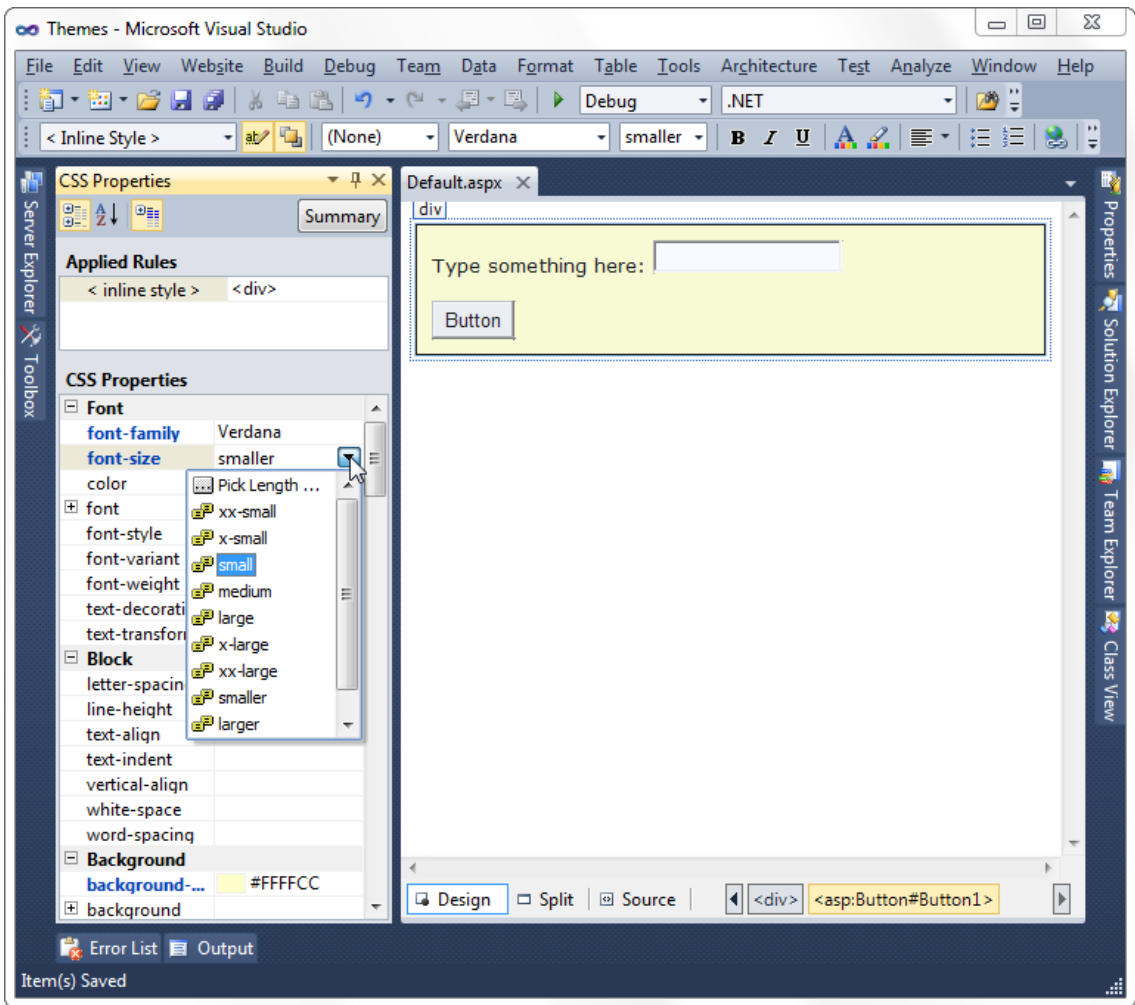 Themes - Microsoft Visual Studio
File Edit View Website Build Debug Team Data Format Table Tools Architecture Test Analyze Window Help
Debug .NET
< Inline Style > ab (None) Verdana smaller B I U A
CSS Properties
Default.aspx
Summary
div
Applied Rules
< inline style > <div>
Type something here:
Button
CSS Properties
Font
font-family Verdana
font-size smaller
color
font
font-style
font-variant
font-weight
text-decorati
text-transfor
Pick Length ...
xx-small
x-small
small
medium
large
x-large
xx-large
smaller
larger
Block
letter-spacin
line-height
text-align
text-indent
vertical-align
white-space
word-spacing
Background
background-... #FFFFCC
background
Design Split Source <div> <asp:Button#Button1>
Server Explorer
Toolbox
Properties
Solution Explorer
Team Explorer
Class View
Error List Output
Item(s) Saved